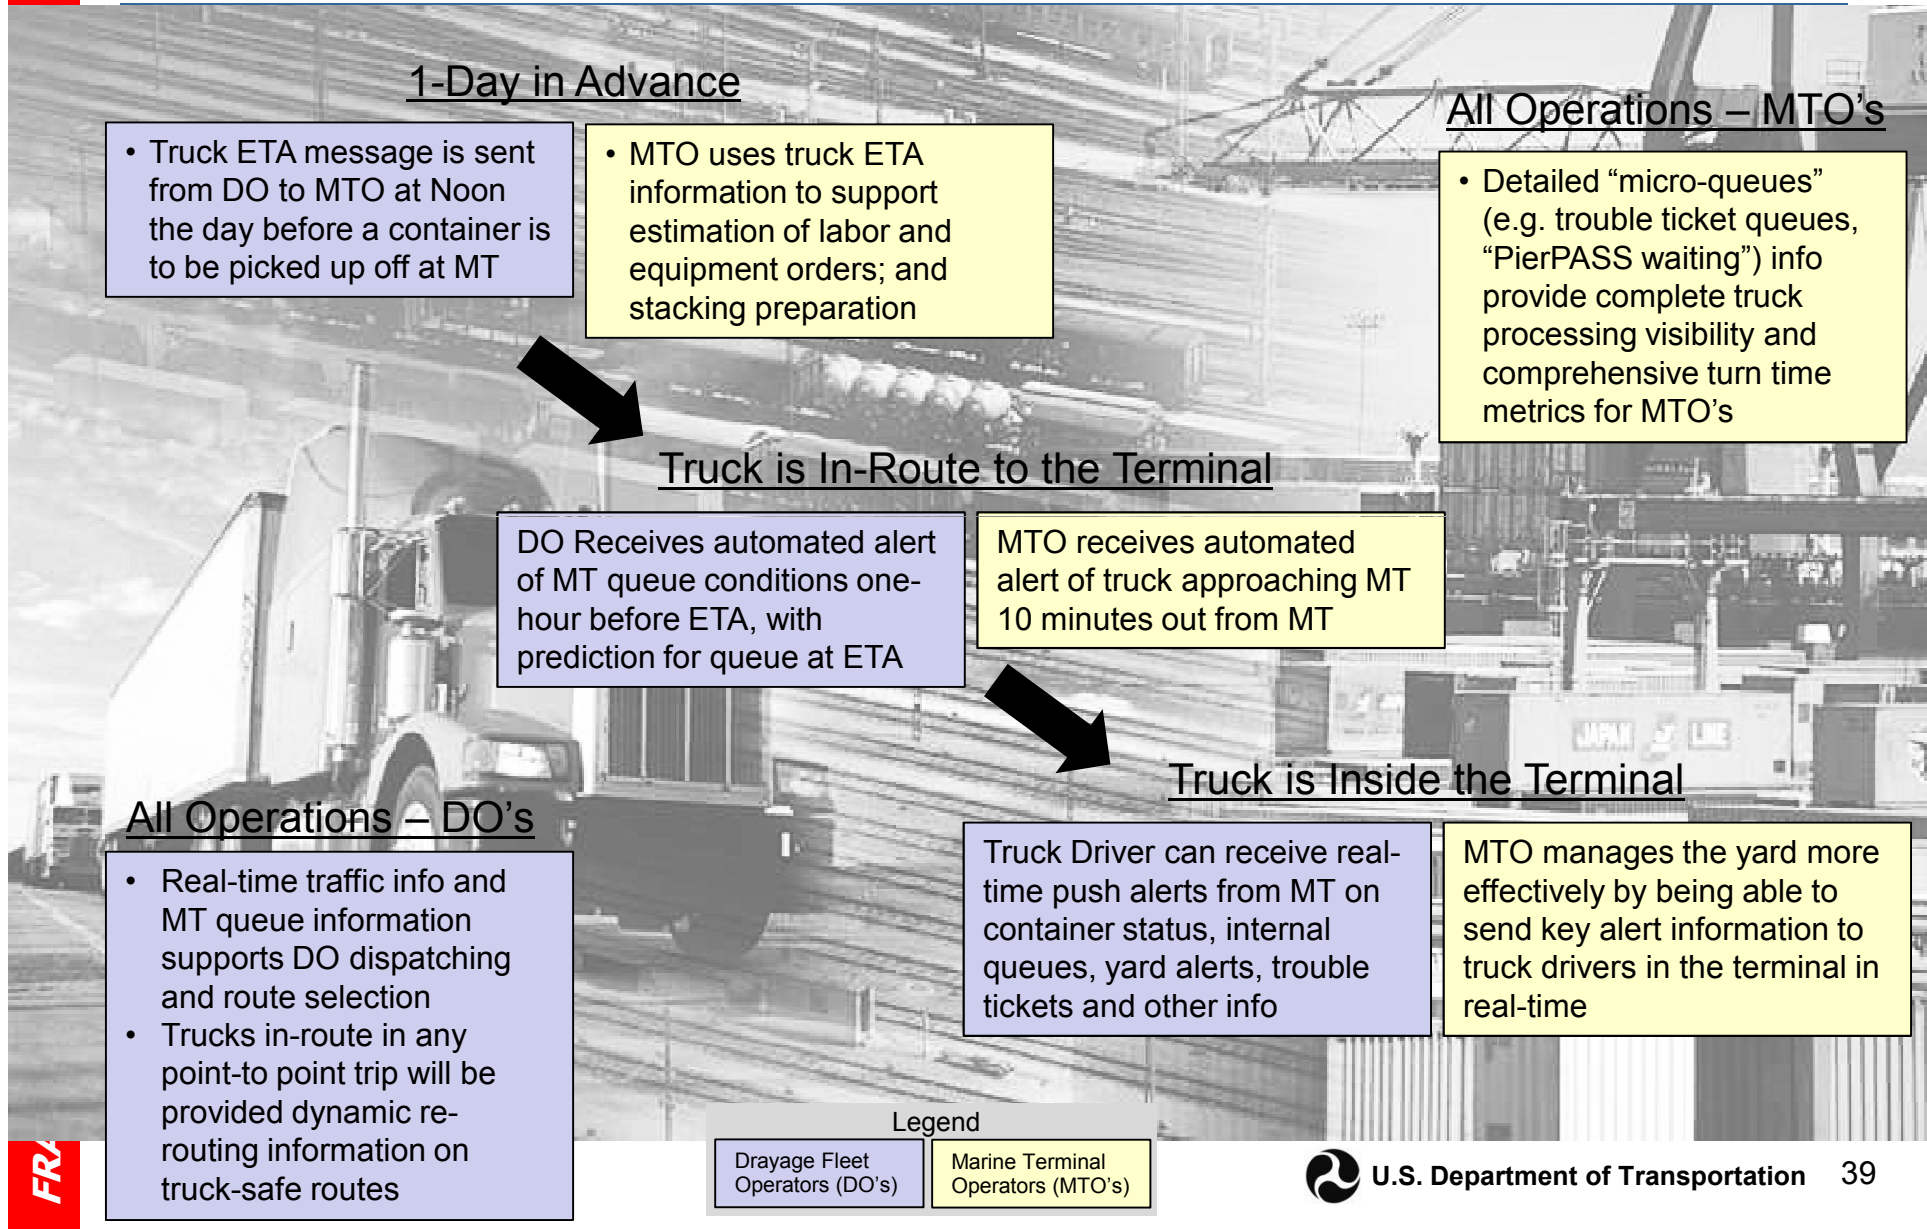 1-Day in Advance
• Truck ETA message is sent
from DO to MTO at Noon
the day before a container is
to be picked up off at MT
• MTO uses truck ETA
information to support
estimation of labor and
equipment orders; and
stacking preparation
All Operations – MTO's
• Detailed “micro-queues”
(e.g. trouble ticket queues,
“PierPASS waiting”) info
provide complete truck
processing visibility and
comprehensive turn time
metrics for MTO's
Truck is In-Route to the Terminal
DO Receives automated alert
of MT queue conditions one-
hour before ETA, with
prediction for queue at ETA
MTO receives automated
alert of truck approaching MT
10 minutes out from MT
JAPAN LINE
Truck is Inside the Terminal
Truck Driver can receive real-
time push alerts from MT on
container status, internal
queues, yard alerts, trouble
tickets and other info
MTO manages the yard more
effectively by being able to
send key alert information to
truck drivers in the terminal in
real-time
All Operations – DO's
• Real-time traffic info and
MT queue information
supports DO dispatching
and route selection
• Trucks in-route in any
point-to point trip will be
provided dynamic re-
routing information on
truck-safe routes
Legend
Drayage Fleet
Operators (DO's)
Marine Terminal
Operators (MTO's)
U.S. Department of Transportation
39